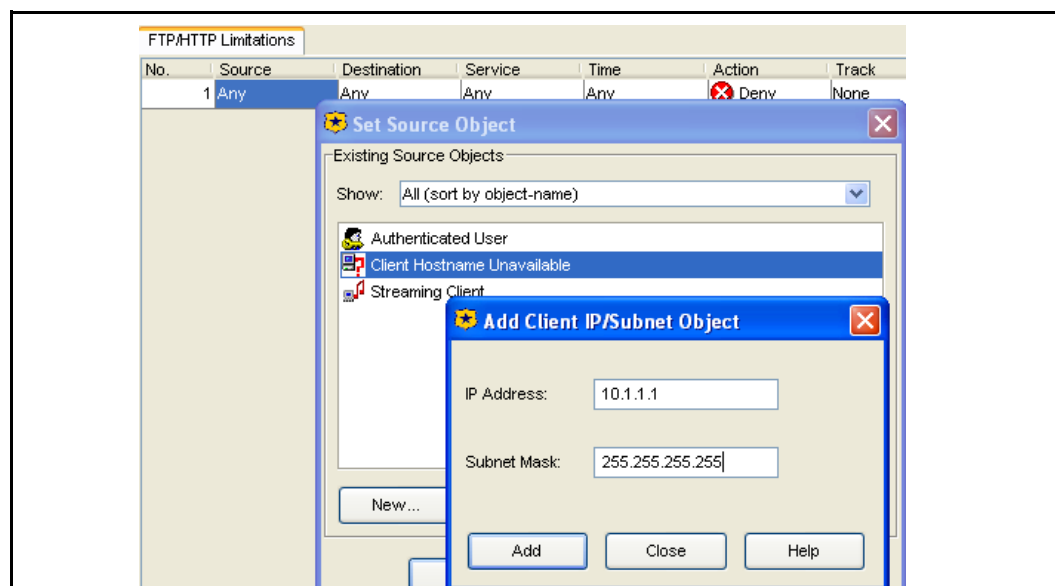 FTP/HTTP Limitations
No. Source Destination Service Time Action Track
1 Any Any Any Any Deny None
Set Source Object
Existing Source Objects
Show: All (sort by object-name)
Authenticated User
Client Hostname Unavailable
Streaming Client
Add Client IP/Subnet Object
IP Address: 10.1.1.1
Subnet Mask: 255.255.255.255
New...
Add Close Help